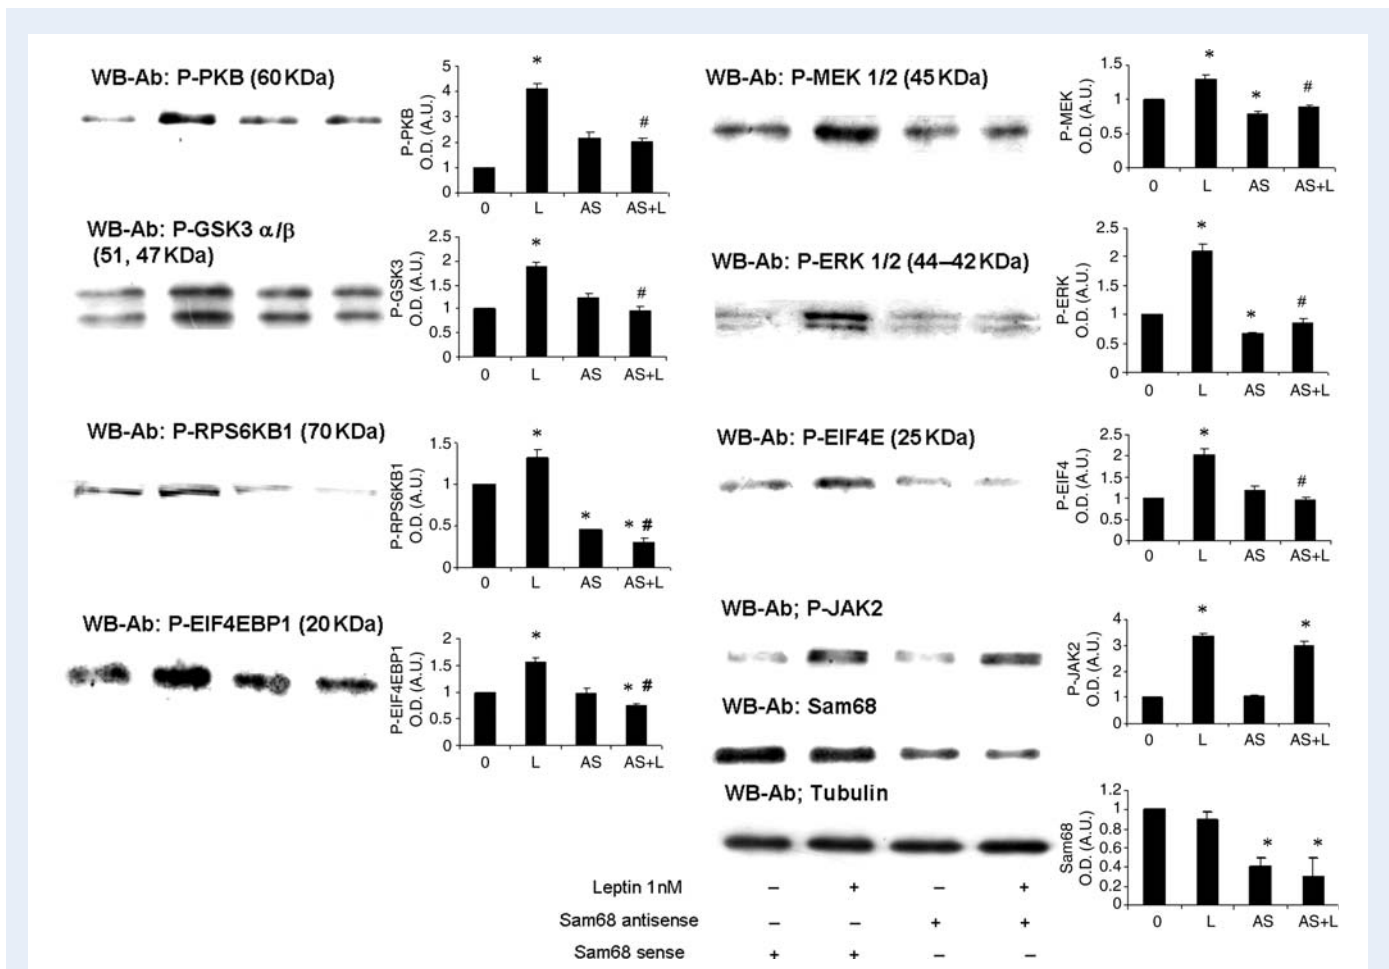 WB-Ab: P-PKB (60 KDa)
P-PKB
O.D. (A.U.)
5
4
3
2
1
0
*
#
0 L AS AS+L
WB-Ab: P-GSK3 α/β
(51, 47 KDa)
P-GSK3
O.D. (A.U.)
2.5
2
1.5
1
0.5
0
*
#
0 L AS AS+L
WB-Ab: P-RPS6KB1 (70 KDa)
P-RPS6KB1
O.D. (A.U.)
1.5
1
0.5
0
*
*
* #
0 L AS AS+L
WB-Ab: P-EIF4EBP1 (20 KDa)
P-EIF4EBP1
O.D. (A.U.)
2
1.5
1
0.5
0
*
* #
0 L AS AS+L
WB-Ab: P-MEK 1/2 (45 KDa)
P-MEK
O.D. (A.U.)
1.5
1
0.5
0
*
*
#
0 L AS AS+L
WB-Ab: P-ERK 1/2 (44–42 KDa)
P-ERK
O.D. (A.U.)
2.5
2
1.5
1
0.5
0
*
*
#
0 L AS AS+L
WB-Ab: P-EIF4E (25 KDa)
P-EIF4
O.D. (A.U.)
2.5
2
1.5
1
0.5
0
*
#
0 L AS AS+L
WB-Ab; P-JAK2
P-JAK2
O.D. (A.U.)
4
3
2
1
0
*
*
0 L AS AS+L
WB-Ab: Sam68
WB-Ab; Tubulin
Sam68
O.D. (A.U.)
1.2
1
0.8
0.6
0.4
0.2
0
*
*
0 L AS AS+L
Leptin 1nM – + – +
Sam68 antisense – – + +
Sam68 sense + + – –